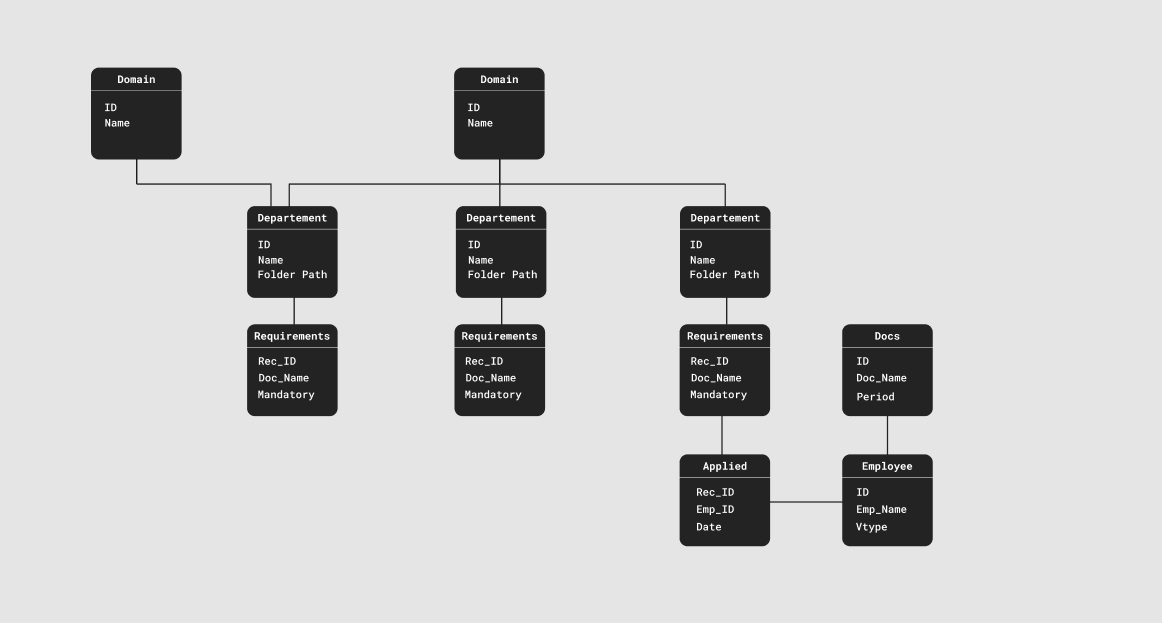 Domain
ID
Name
Domain
ID
Name
Departement
ID
Name
Folder Path
Departement
ID
Name
Folder Path
Departement
ID
Name
Folder Path
Requirements
Rec_ID
Doc_Name
Mandatory
Requirements
Rec_ID
Doc_Name
Mandatory
Requirements
Rec_ID
Doc_Name
Mandatory
Docs
ID
Doc_Name
Period
Applied
Rec_ID
Emp_ID
Date
Employee
ID
Emp_Name
Vtype